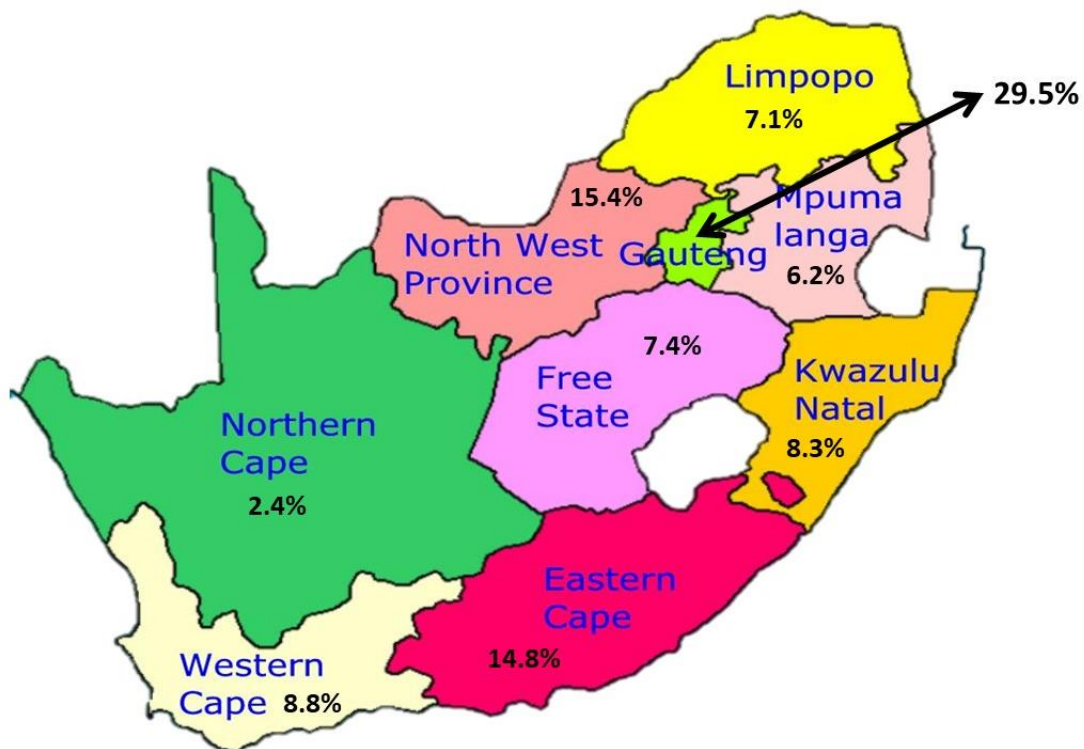 Limpopo
7.1%
29.5%
15.4%
North West
Province
Gauteng
Mpuma
langa
6.2%
7.4%
Free
State
Kwazulu
Natal
8.3%
Northern
Cape
2.4%
Eastern
Cape
14.8%
Western
Cape 8.8%